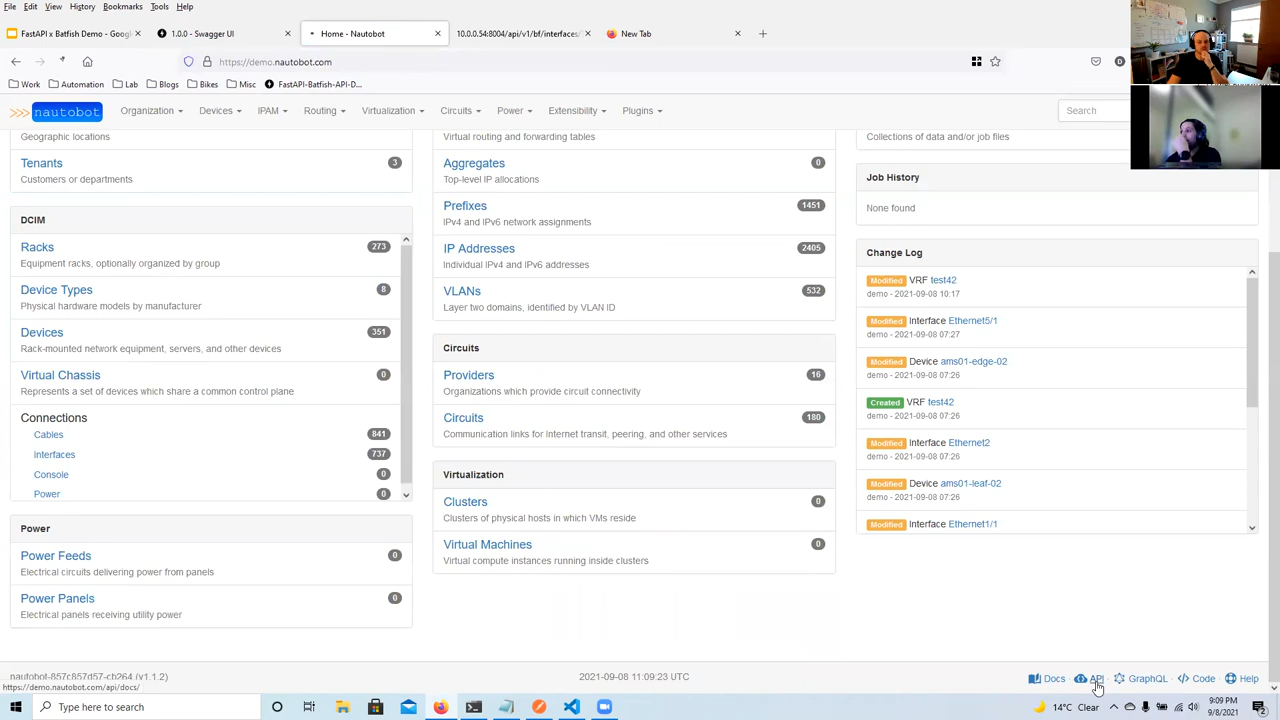 File Edit View History Bookmarks Tools Help
FastAPI x Batfish Demo - Goog
1.0.0 - Swagger UI
Home - Nautobot
10.0.0.54:8004/api/v1/bf/interfaces/
New Tab
https://demo.nautobot.com
Work Automation Lab Blogs Bikes Misc FastAPI-Batfish-API-D...
nautobot Organization Devices IPAM Routing Virtualization Circuits Power Extensibility Plugins Search
Geographic locations
Tenants 3
Customers or departments
DCIM
Racks 273
Equipment racks, optionally organized by group
Device Types 8
Physical hardware models by manufacturer
Devices 351
Rack-mounted network equipment, servers, and other devices
Virtual Chassis 0
Represents a set of devices which share a common control plane
Connections
Cables 841
Interfaces 737
Console 0
Power 0
Power
Power Feeds 0
Electrical circuits delivering power from panels
Power Panels 0
Electrical panels receiving utility power
Virtual routing and forwarding tables
Aggregates 0
Top-level IP allocations
Prefixes 1451
IPv4 and IPv6 network assignments
IP Addresses 2405
Individual IPv4 and IPv6 addresses
VLANs 532
Layer two domains, identified by VLAN ID
Circuits
Providers 16
Organizations which provide circuit connectivity
Circuits 180
Communication links for Internet transit, peering, and other services
Virtualization
Clusters 0
Clusters of physical hosts in which VMs reside
Virtual Machines 0
Virtual compute instances running inside clusters
Collections of data and/or job files
Job History
None found
Change Log
Modified VRF test42
demo - 2021-09-08 10:17
Modified Interface Ethernet5/1
demo - 2021-09-08 07:27
Modified Device ams01-edge-02
demo - 2021-09-08 07:26
Created VRF test42
demo - 2021-09-08 07:26
Modified Interface Ethernet2
demo - 2021-09-08 07:26
Modified Device ams01-leaf-02
demo - 2021-09-08 07:26
Modified Interface Ethernet1/1
nautobot-857c857d57-cb264 (v1.1.2)
2021-09-08 11:09:23 UTC
Docs · API · GraphQL · Code · Help
https://demo.nautobot.com/api/docs/
Type here to search
14°C Clear
9:09 PM
9/8/2021
2